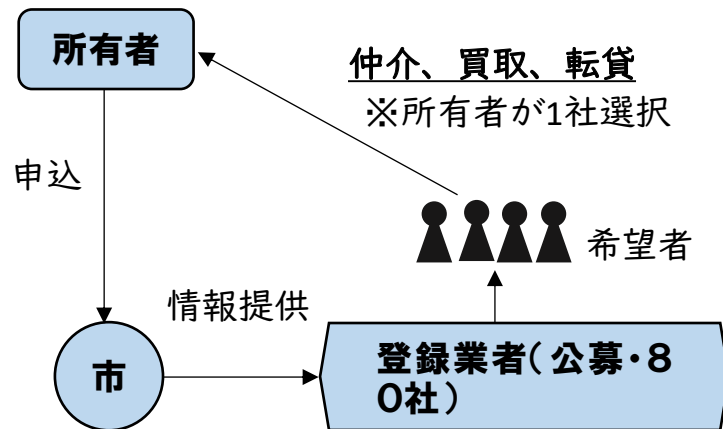 所有者
仲介、買取、転貸
※所有者が1社選択
申込
希望者
情報提供
市
登録業者(公募・8
0社)